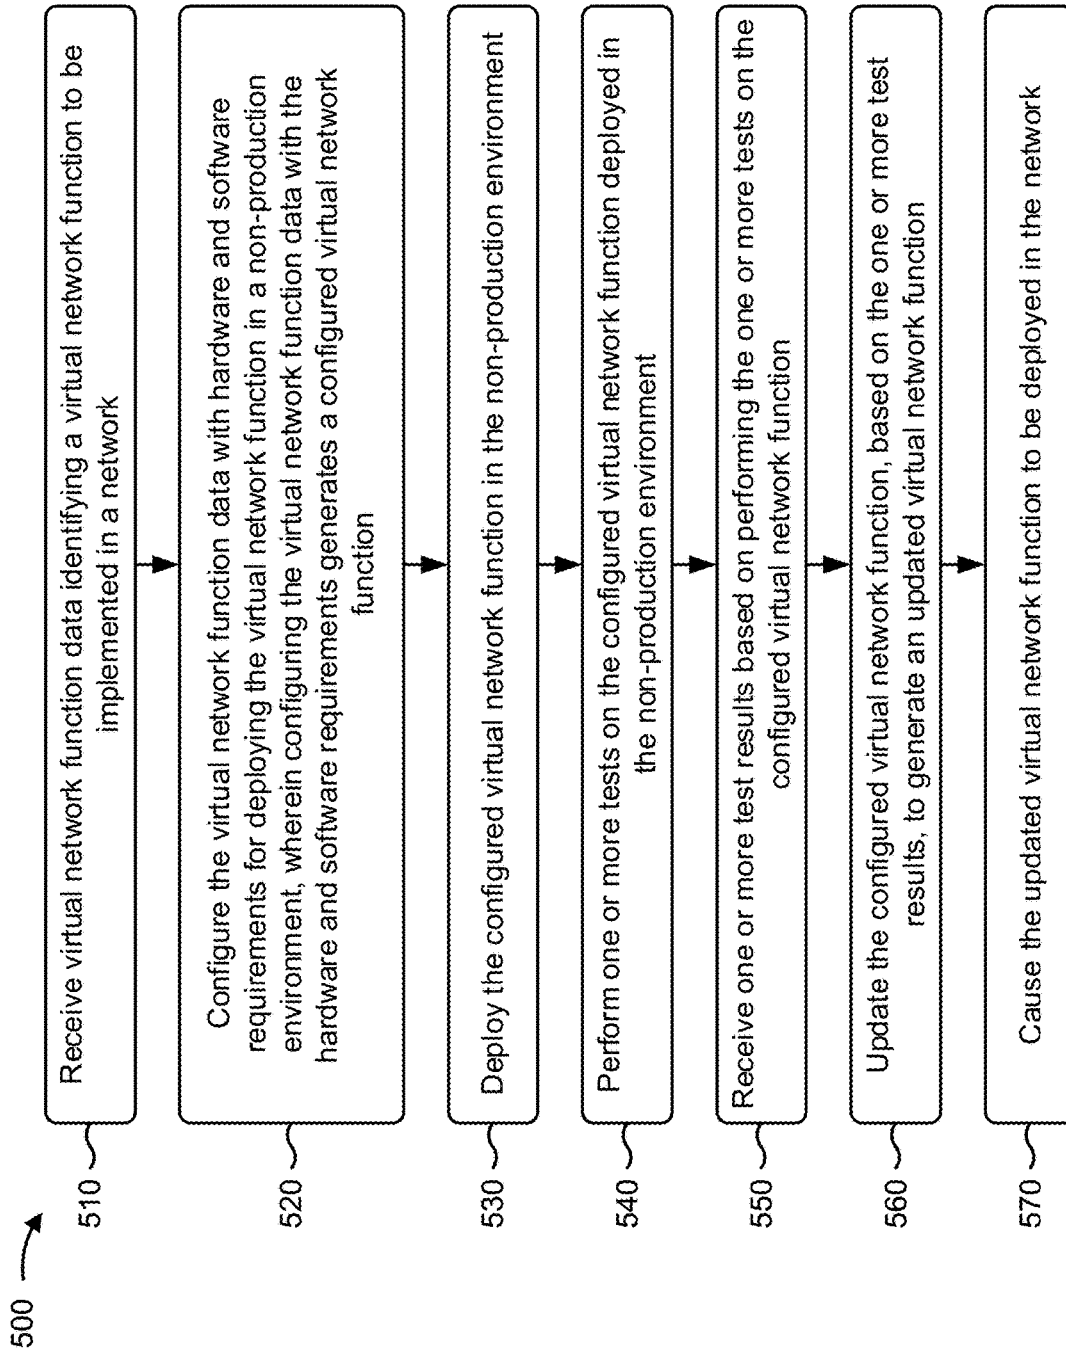 500
510
Receive virtual network function data identifying a virtual network function to be
implemented in a network
520
Configure the virtual network function data with hardware and software
requirements for deploying the virtual network function in a non-production
environment, wherein configuring the virtual network function data with the
hardware and software requirements generates a configured virtual network
function
530
Deploy the configured virtual network function in the non-production environment
540
Perform one or more tests on the configured virtual network function deployed in
the non-production environment
550
Receive one or more test results based on performing the one or more tests on the
configured virtual network function
560
Update the configured virtual network function, based on the one or more test
results, to generate an updated virtual network function
570
Cause the updated virtual network function to be deployed in the network